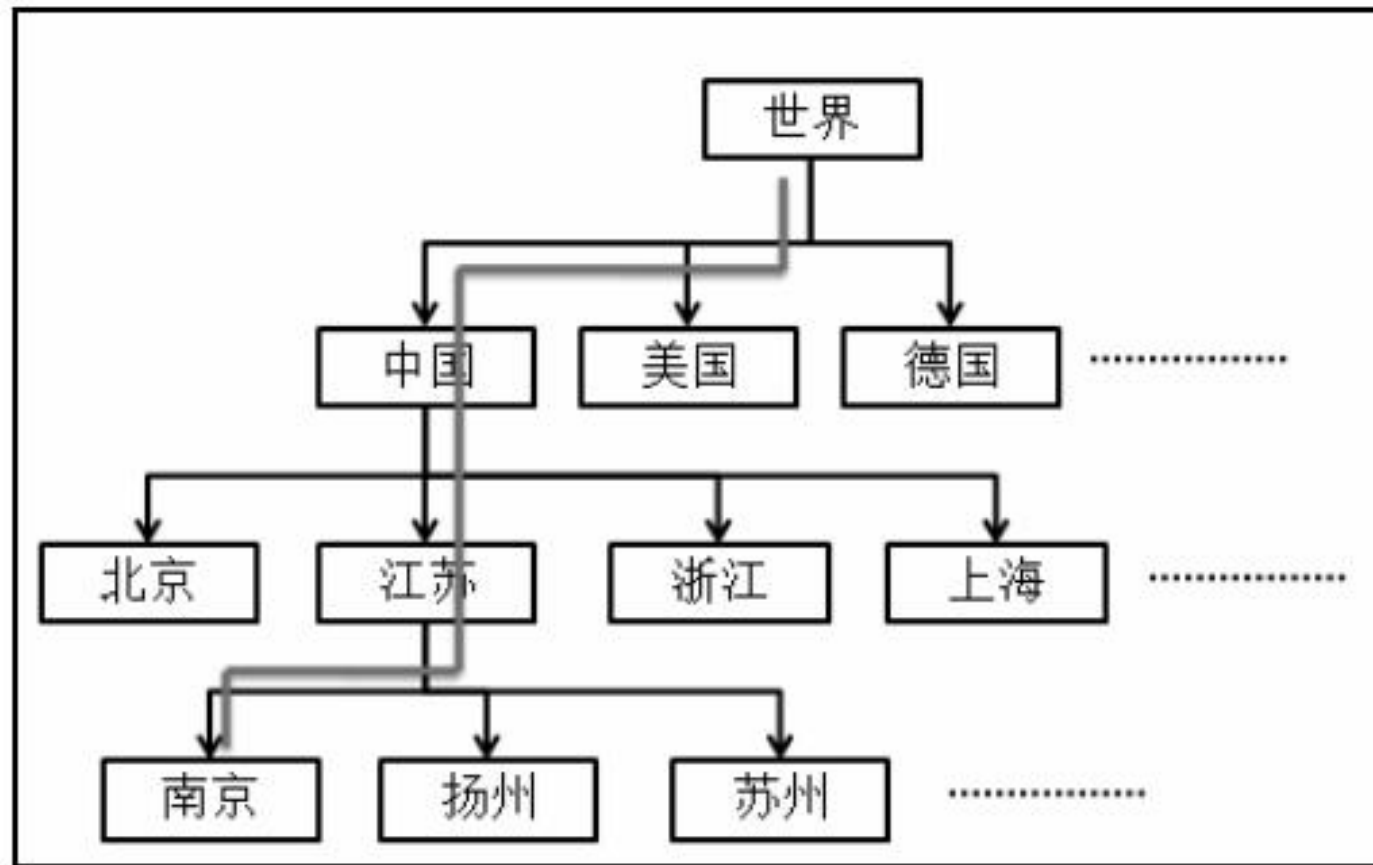 世界
中国 美国 德国
北京 江苏 浙江 上海
南京 扬州 苏州